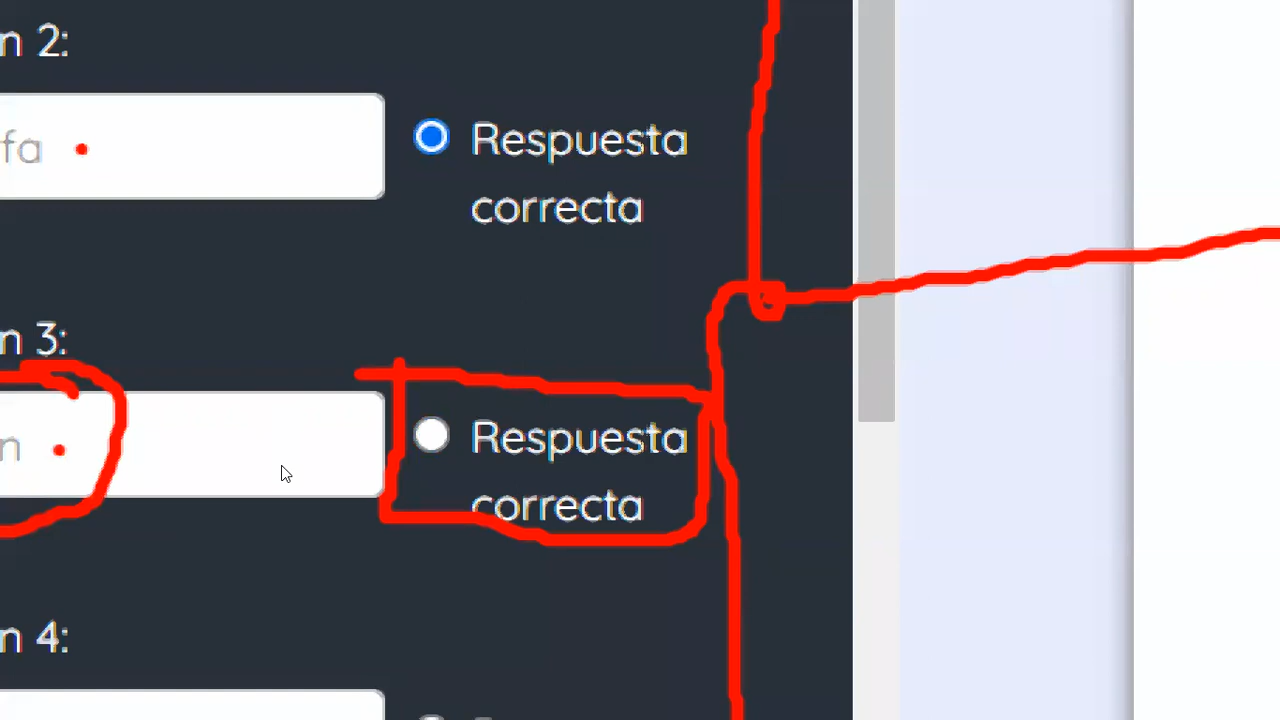 n 2:
fa
Respuesta
correcta
n 3:
n
Respuesta
correcta
n 4: